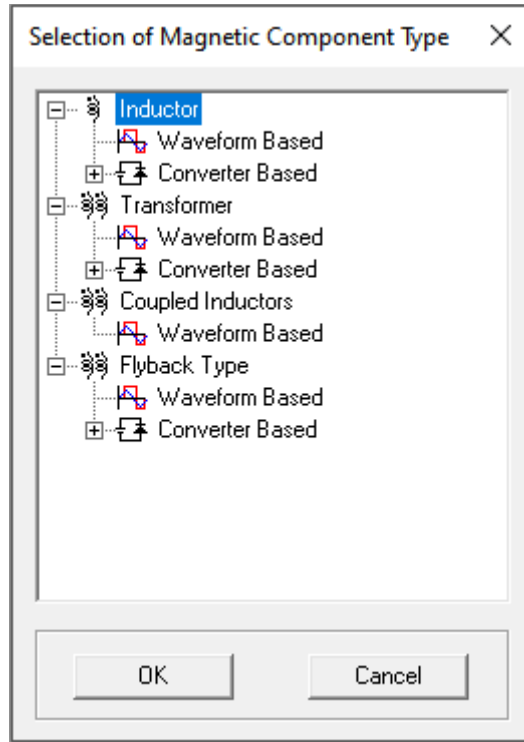 Selection of Magnetic Component Type
Inductor
Waveform Based
Converter Based
Transformer
Waveform Based
Converter Based
Coupled Inductors
Waveform Based
Flyback Type
Waveform Based
Converter Based
OK Cancel